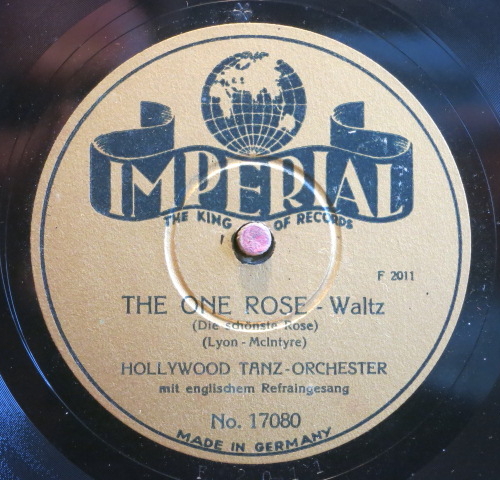 IMPERIAL
THE KING OF RECORDS
F 2011
THE ONE ROSE - Waltz
(Die schönste Rose)
(Lyon - McIntyre)
HOLLYWOOD TANZ-ORCHESTER
mit englischem Refraingesang
No. 17080
MADE IN GERMANY
F 2011